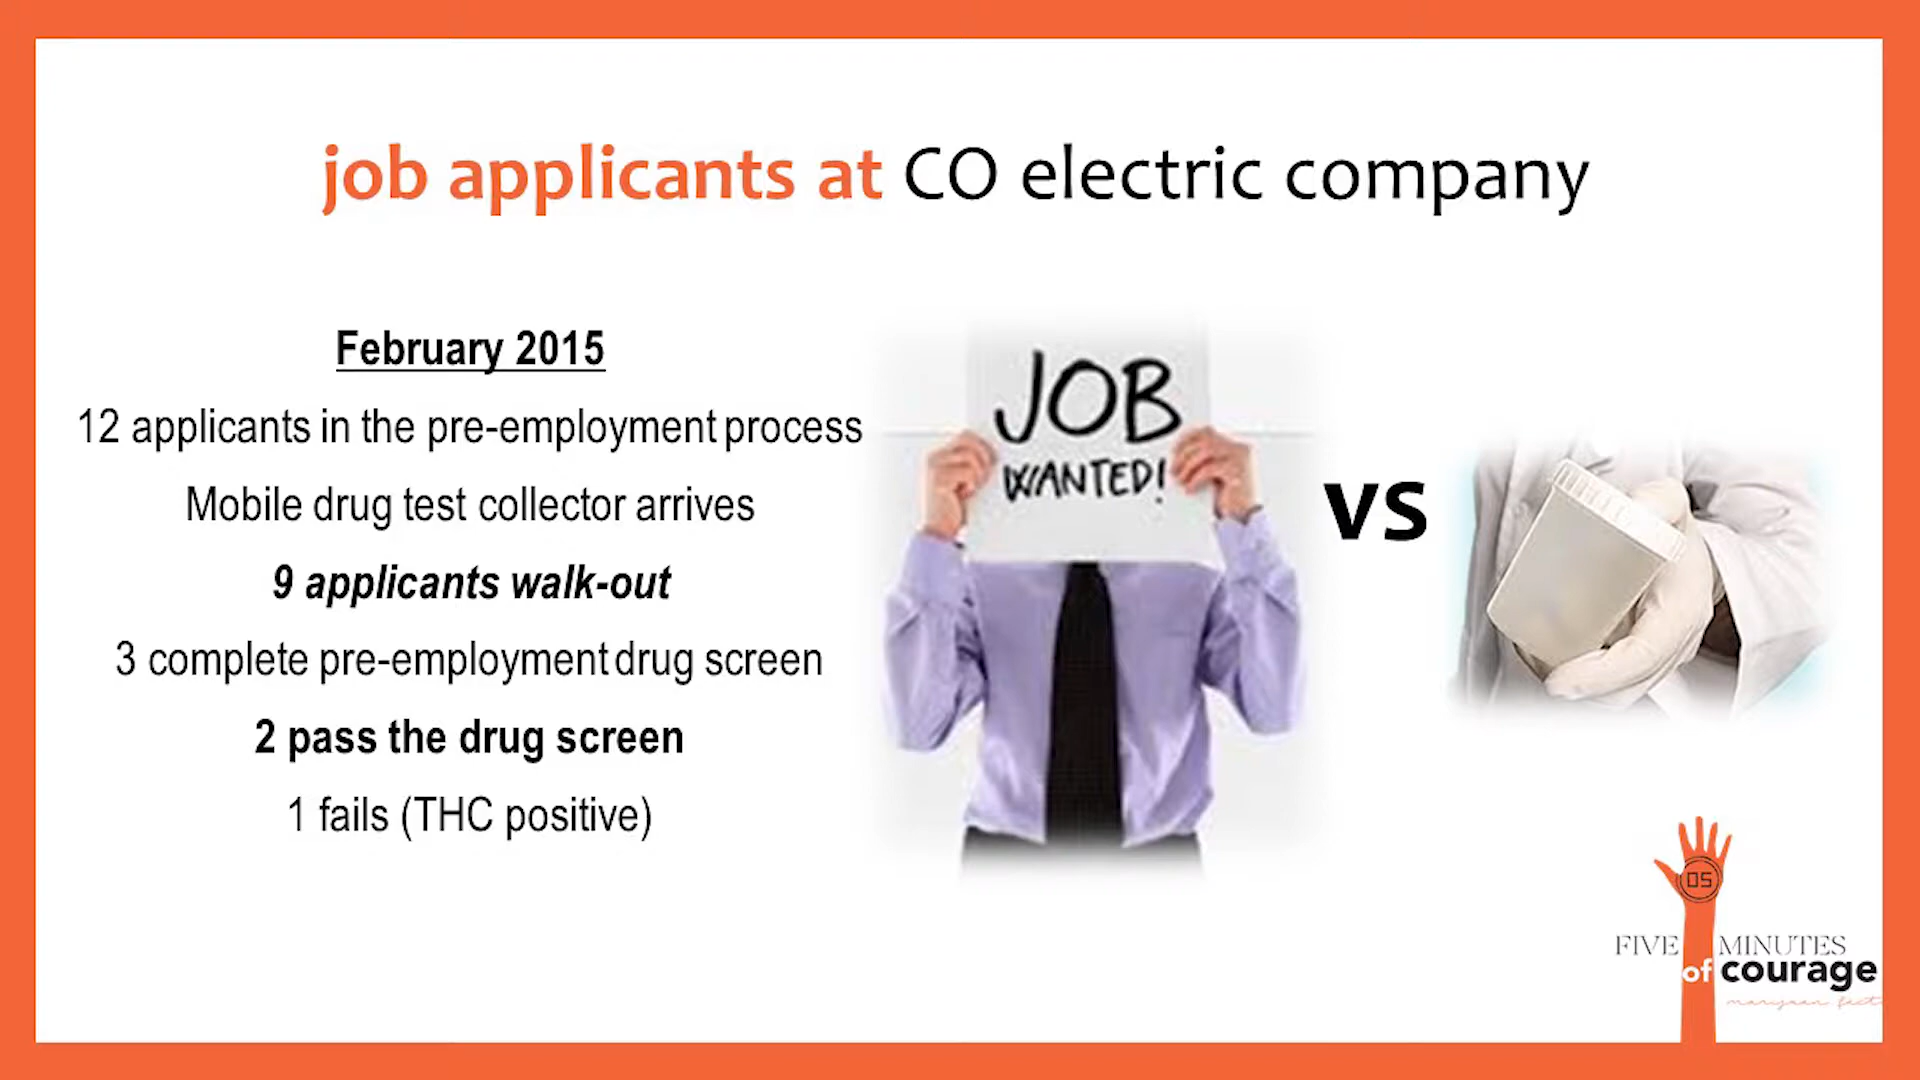 job applicants at CO electric company
February 2015
12 applicants in the pre-employment process
Mobile drug test collector arrives
9 applicants walk-out
3 complete pre-employment drug screen
2 pass the drug screen
1 fails (THC positive)
JOB
WANTED!
vs
05
FIVE MINUTES
of courage